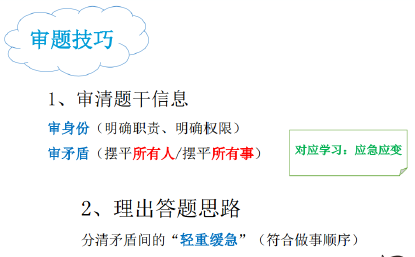 审题技巧
1、审清题干信息
审身份（明确职责、明确权限）
审矛盾（摆平所有人/摆平所有事）
对应学习：应急应变
2、理出答题思路
分清矛盾间的“轻重缓急”（符合做事顺序）